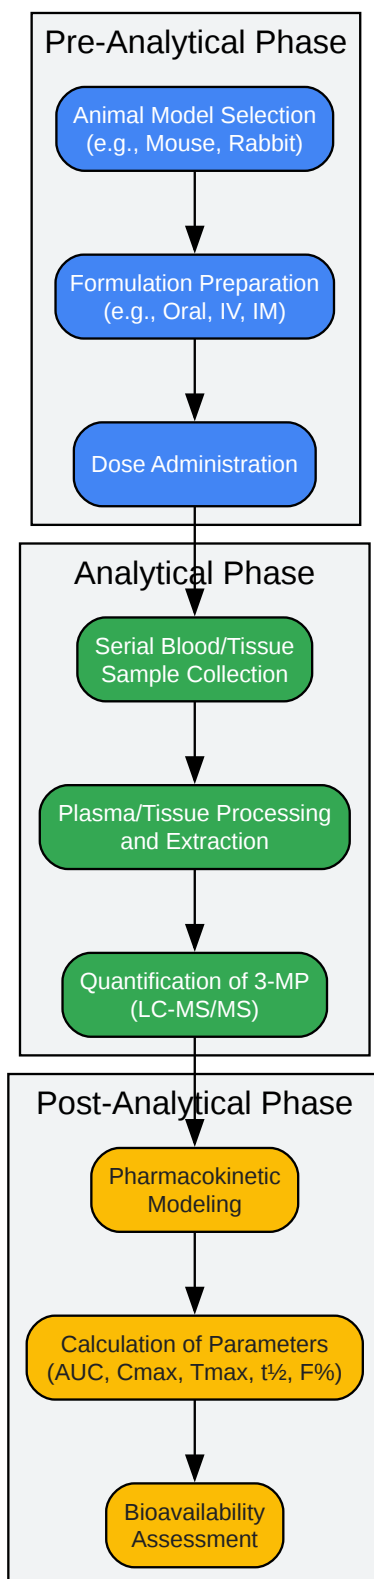 Pre-Analytical Phase
Animal Model Selection
(e.g., Mouse, Rabbit)
Formulation Preparation
(e.g., Oral, IV, IM)
Dose Administration
Analytical Phase
Serial Blood/Tissue
Sample Collection
Plasma/Tissue Processing
and Extraction
Quantification of 3-MP
(LC-MS/MS)
Post-Analytical Phase
Pharmacokinetic
Modeling
Calculation of Parameters
(AUC, Cmax, Tmax, t½, F%)
Bioavailability
Assessment